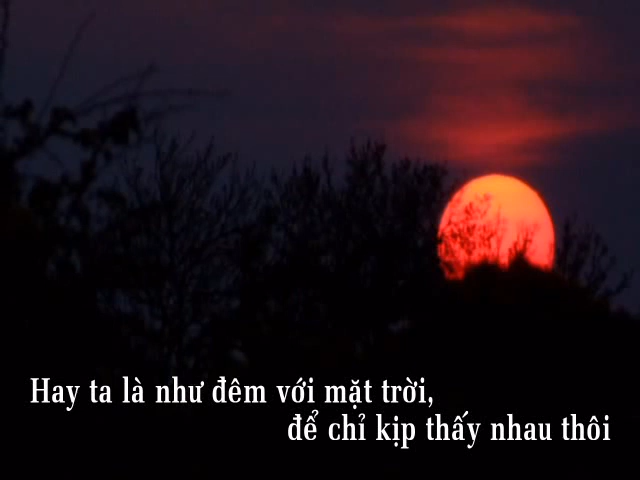 Hay ta là như đêm với mặt trời,
để chỉ kịp thấy nhau thôi